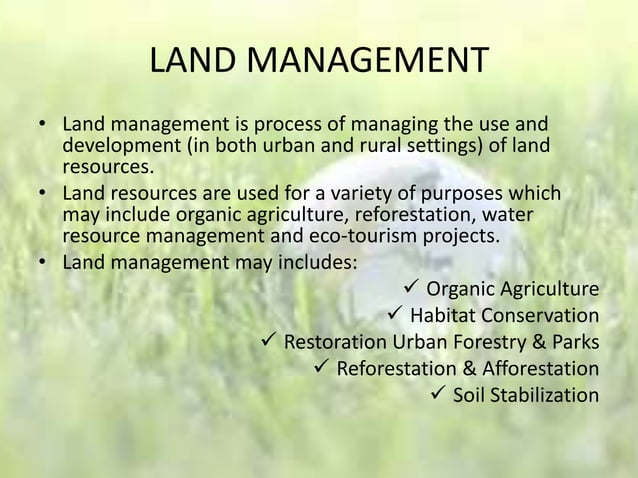 LAND MANAGEMENT
• Land management is process of managing the use and
development (in both urban and rural settings) of land
resources.
• Land resources are used for a variety of purposes which
may include organic agriculture, reforestation, water
resource management and eco-tourism projects.
• Land management may includes:
✓ Organic Agriculture
✓ Habitat Conservation
✓ Restoration Urban Forestry & Parks
✓ Reforestation & Afforestation
✓ Soil Stabilization